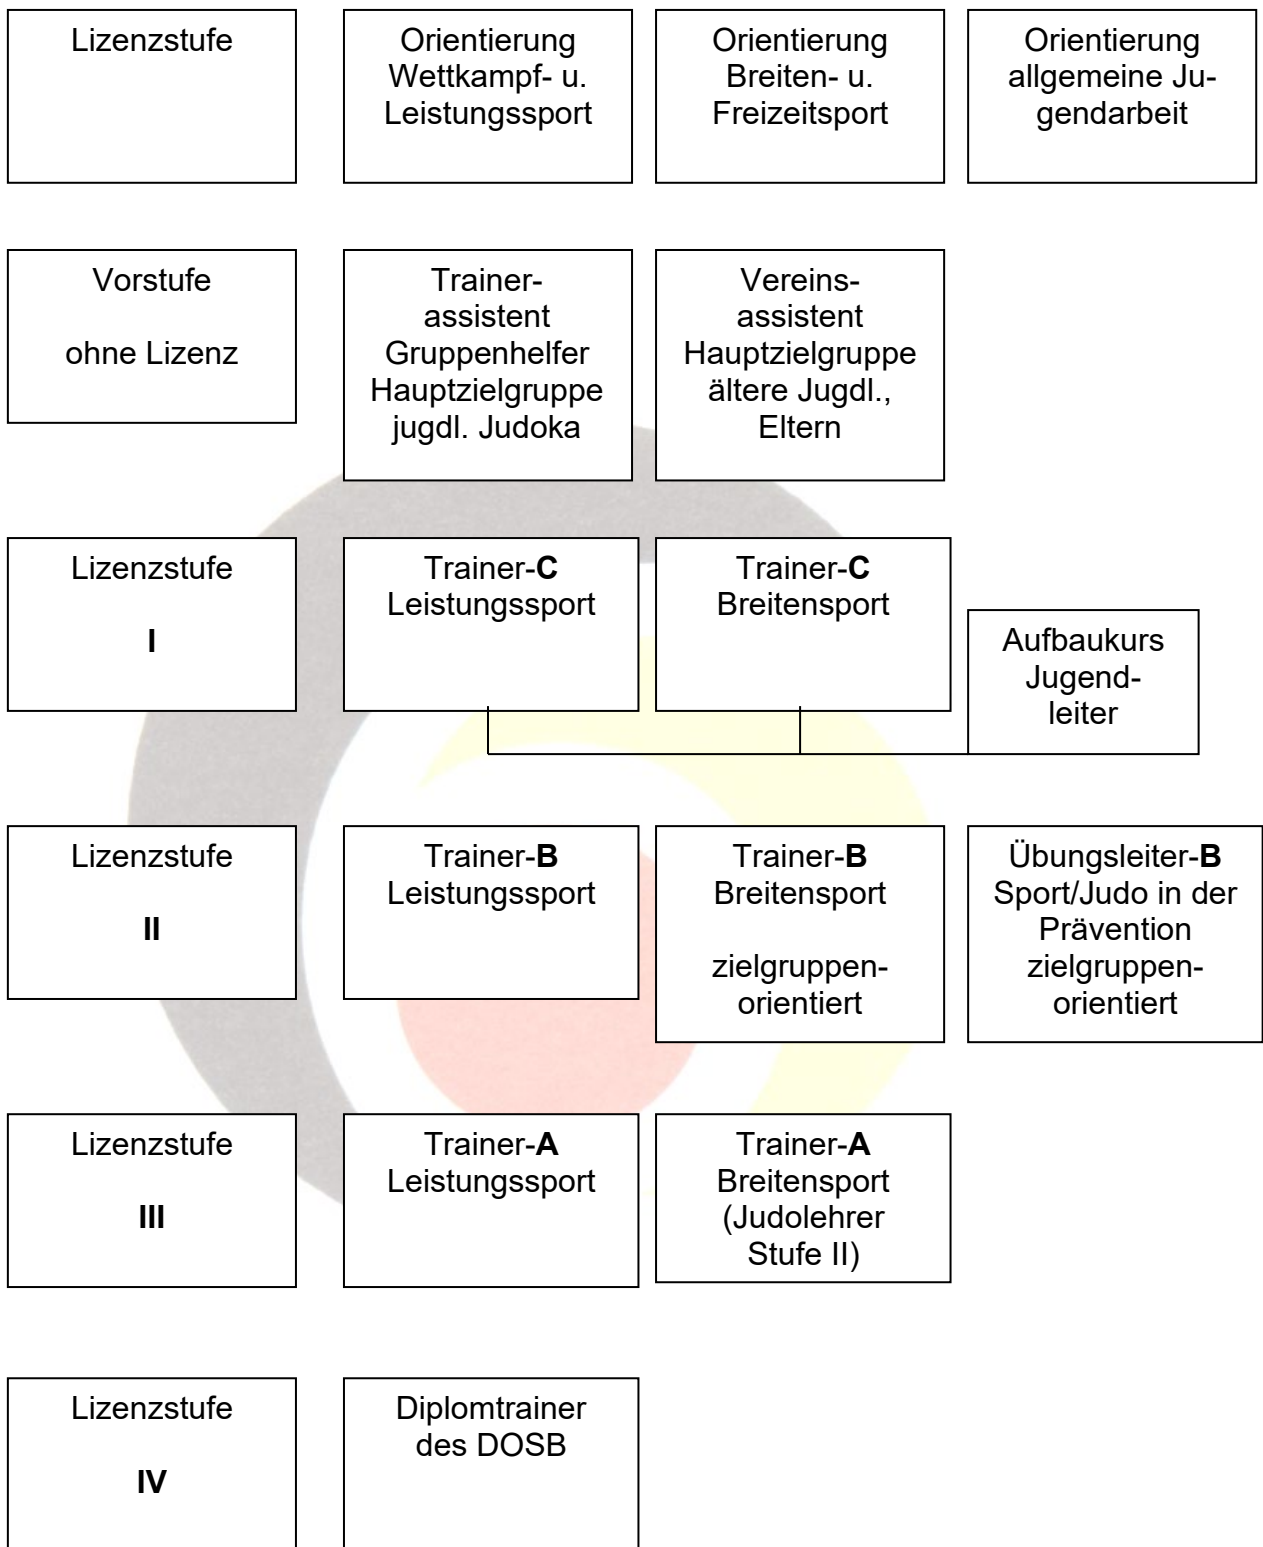 Lizenzstufe
Orientierung
Wettkampf- u.
Leistungssport
Orientierung
Breiten- u.
Freizeitsport
Orientierung
allgemeine Ju-
gendarbeit
Vorstufe
ohne Lizenz
Trainer-
assistent
Gruppenhelfer
Hauptzielgruppe
jugdl. Judoka
Vereins-
assistent
Hauptzielgruppe
ältere Jugdl.,
Eltern
Lizenzstufe
I
Trainer-C
Leistungssport
Trainer-C
Breitensport
Aufbaukurs
Jugend-
leiter
Lizenzstufe
II
Trainer-B
Leistungssport
Trainer-B
Breitensport
zielgruppen-
orientiert
Übungsleiter-B
Sport/Judo in der
Prävention
zielgruppen-
orientiert
Lizenzstufe
III
Trainer-A
Leistungssport
Trainer-A
Breitensport
(Judolehrer
Stufe II)
Lizenzstufe
IV
Diplomtrainer
des DOSB